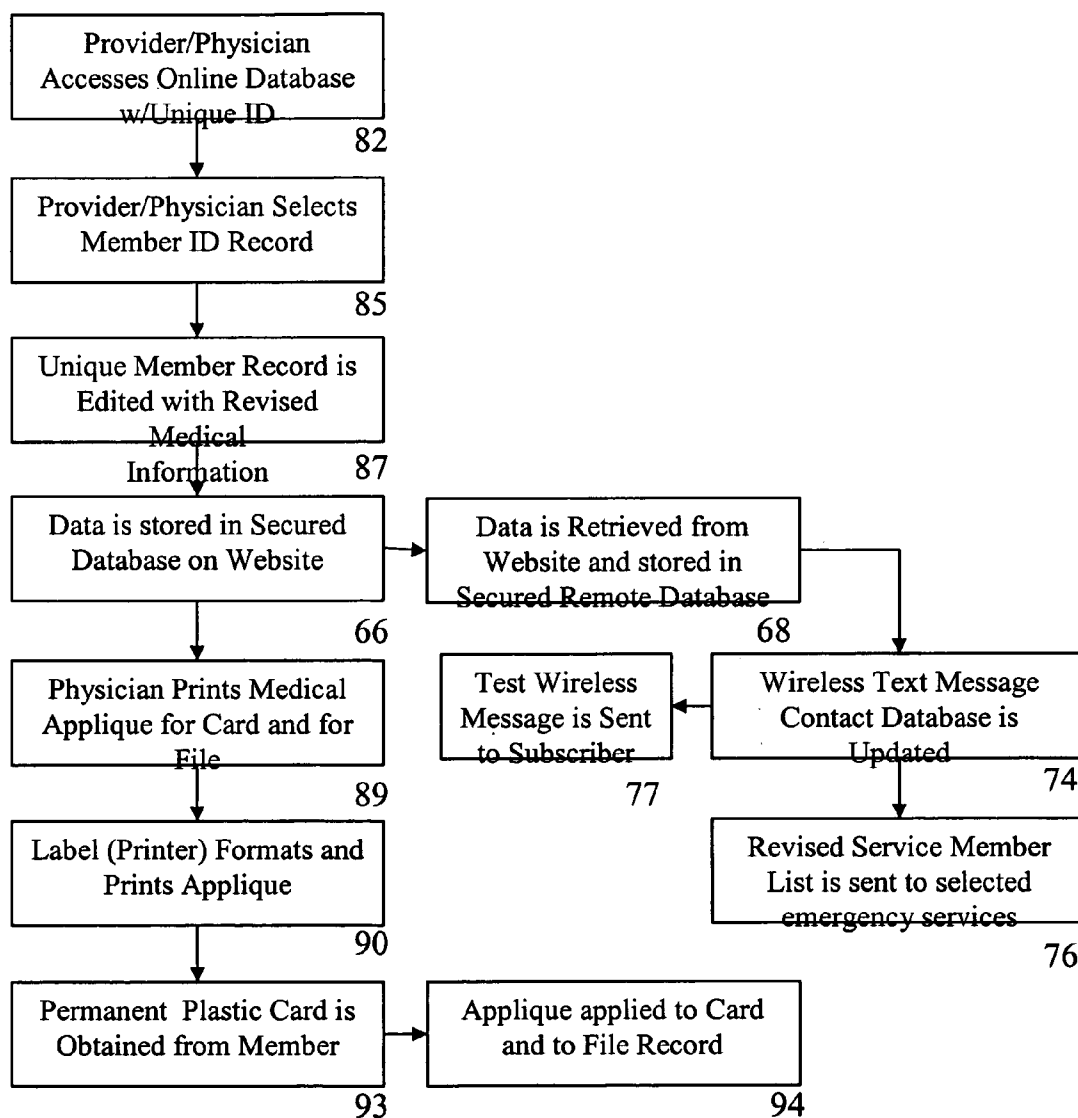 Provider/Physician
Accesses Online Database
w/Unique ID
82
Provider/Physician Selects
Member ID Record
85
Unique Member Record is
Edited with Revised
Medical
Information
87
Data is stored in Secured
Database on Website
66
Data is Retrieved from
Website and stored in
Secured Remote Database
68
Physician Prints Medical
Applique for Card and for
File
89
Test Wireless
Message is Sent
to Subscriber
77
Wireless Text Message
Contact Database is
Updated
74
Label (Printer) Formats and
Prints Applique
90
Revised Service Member
List is sent to selected
emergency services
76
Permanent Plastic Card is
Obtained from Member
93
Applique applied to Card
and to File Record
94